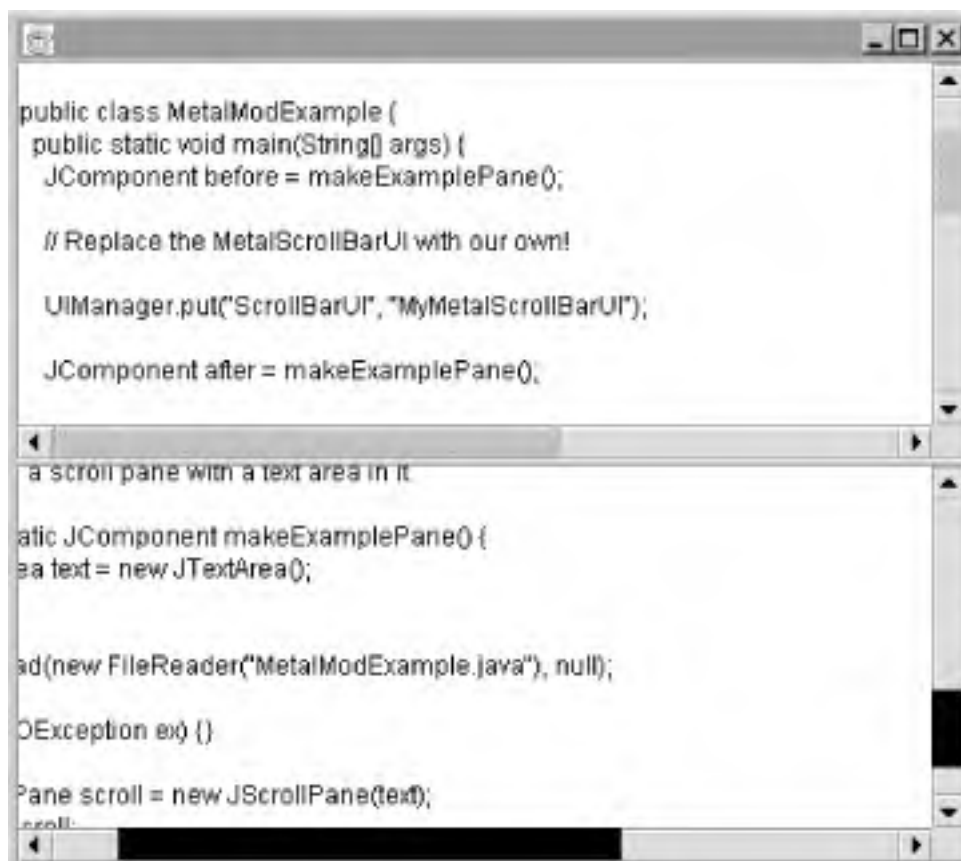 public class MetalModExample {
public static void main(String[] args) {
JComponent before = makeExamplePane();
// Replace the MetalScrollBarUI with our own!
UIManager.put("ScrollBarUI", "MyMetalScrollBarUI");
JComponent after = makeExamplePane();
a scroll pane with a text area in it
atic JComponent makeExamplePane() {
ea text = new JTextArea();
ad(new FileReader("MetalModExample.java"), null);
OException ex) {}
Pane scroll = new JScrollPane(text);
scroll;